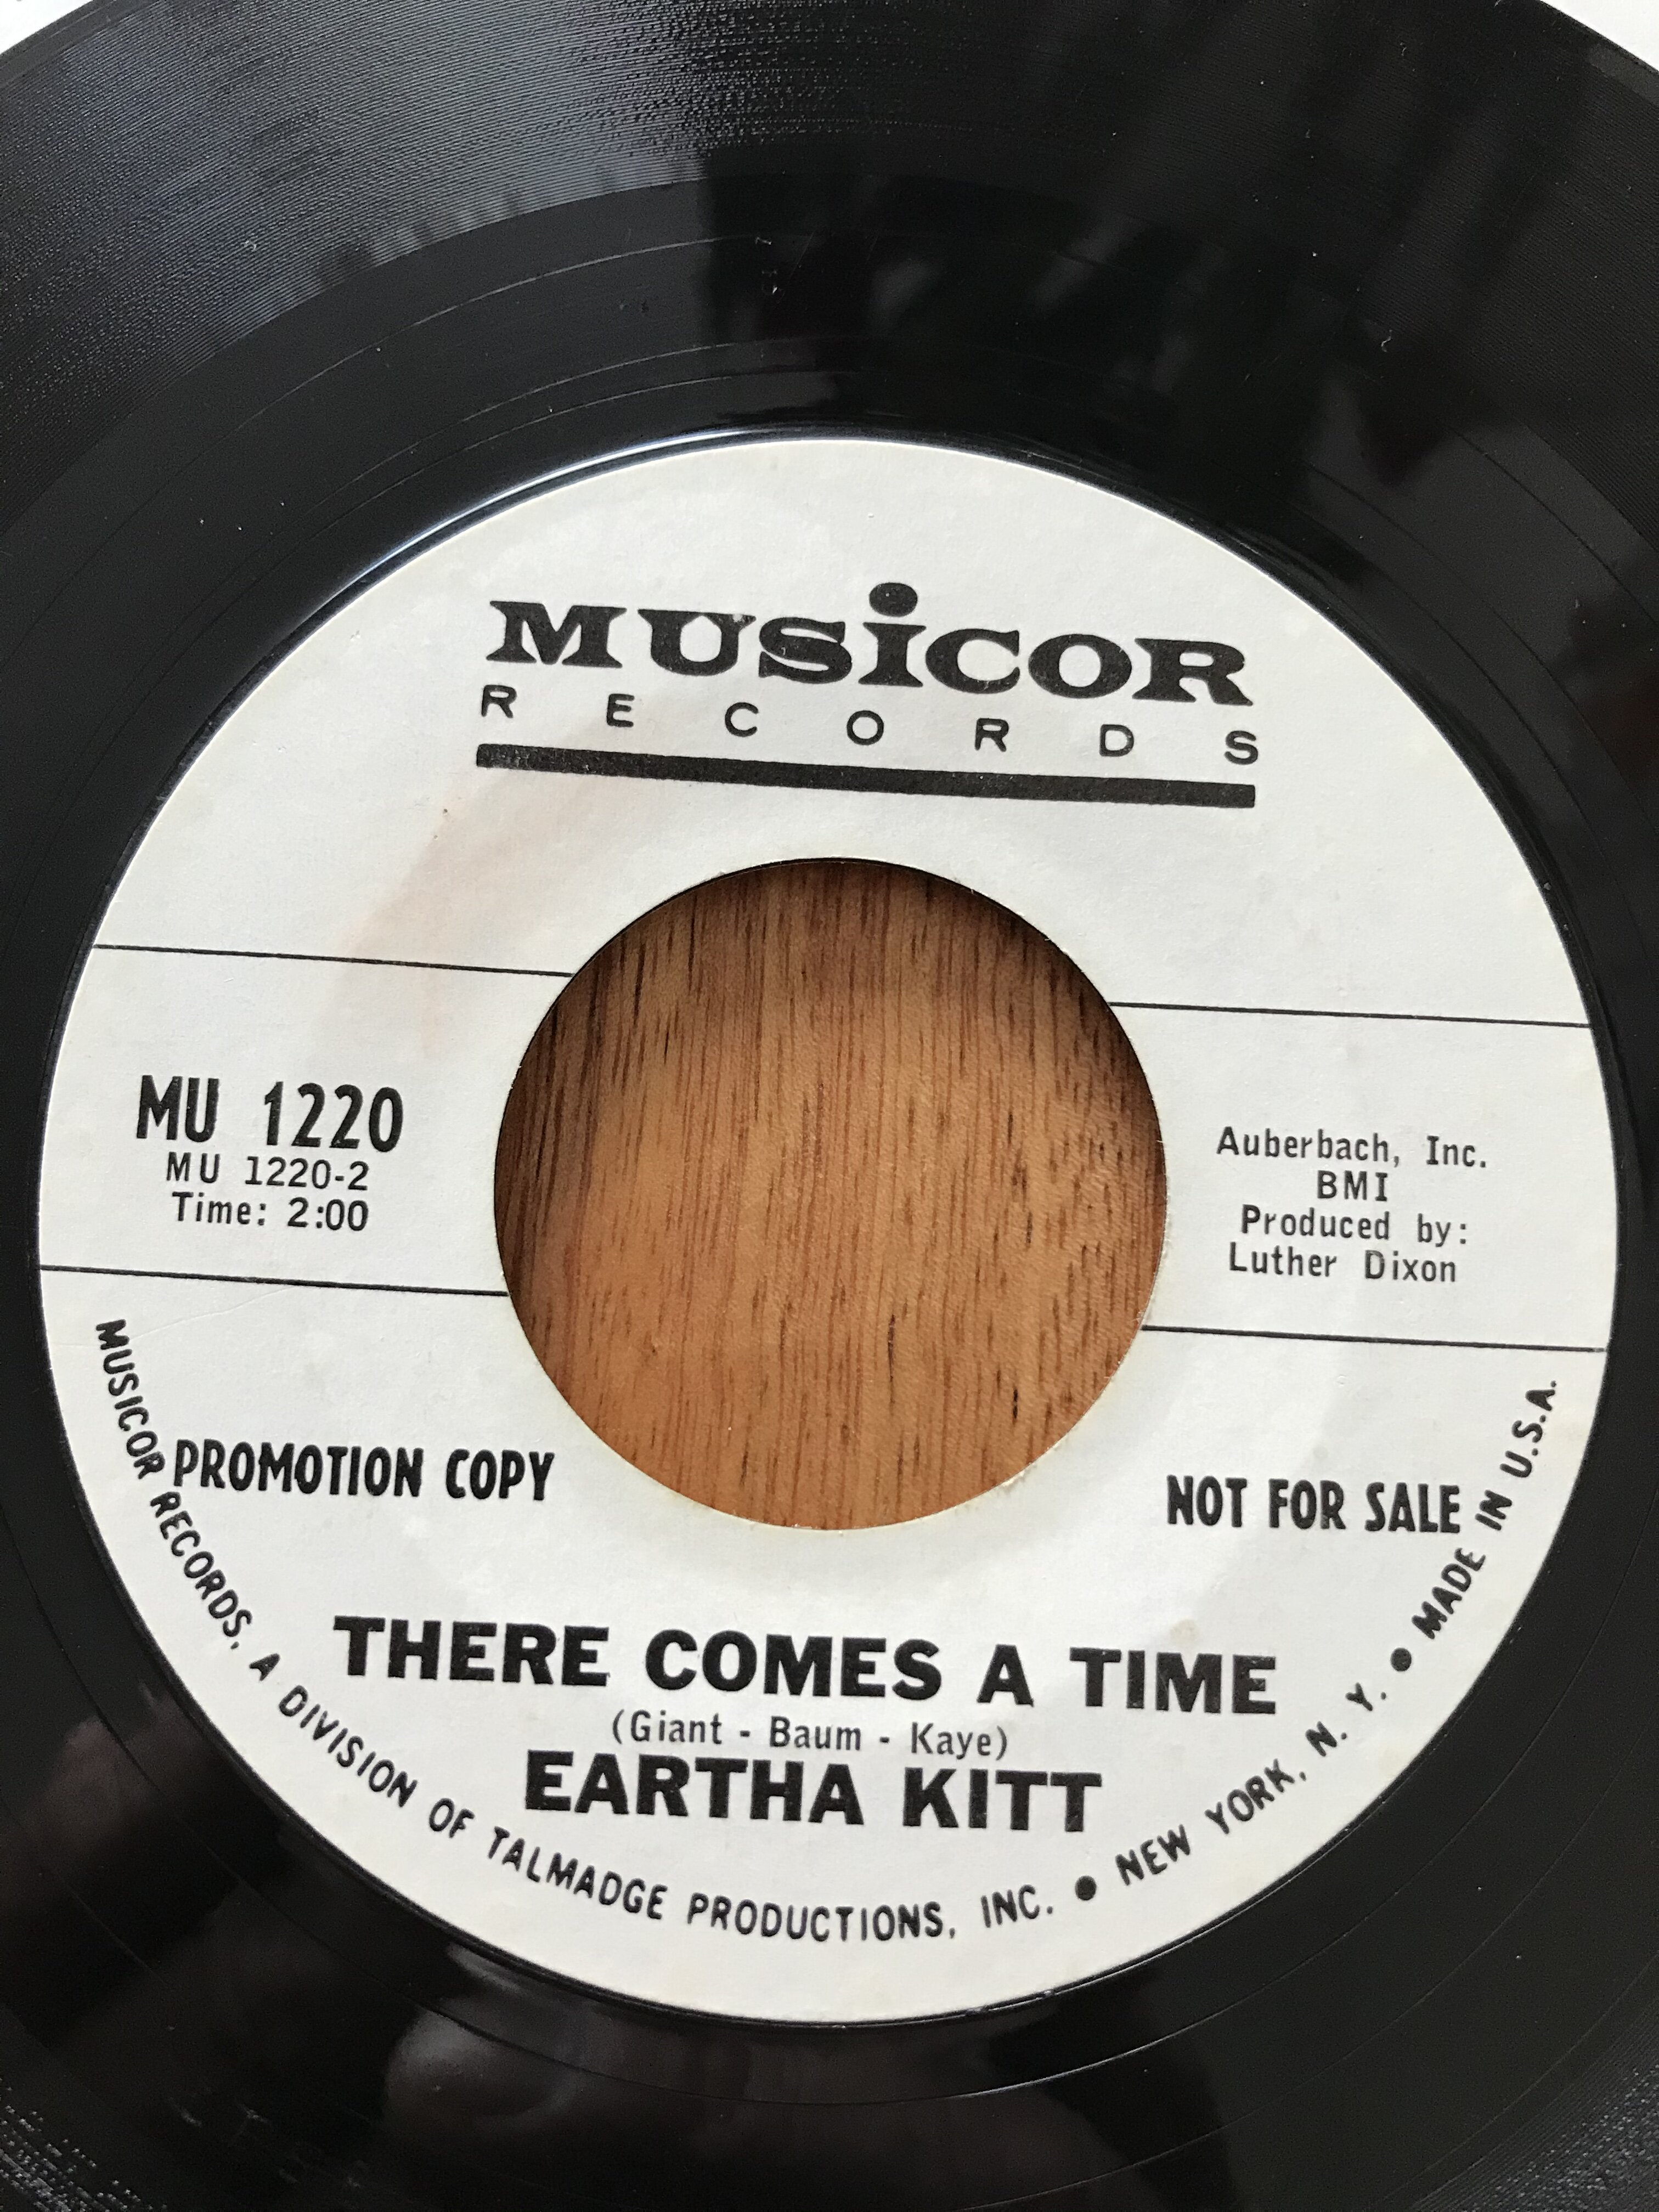 MUSiCOR
RECORDS
MU 1220
MU 1220-2
Time: 2:00
Auberbach, Inc.
BMI
Produced by:
Luther Dixon
PROMOTION COPY
NOT FOR SALE
THERE COMES A TIME
(Giant - Baum - Kaye)
EARTHA KITT
MUSICOR RECORDS, A DIVISION OF TALMADGE PRODUCTIONS, INC. • NEW YORK, N. Y. • MADE IN U.S.A.